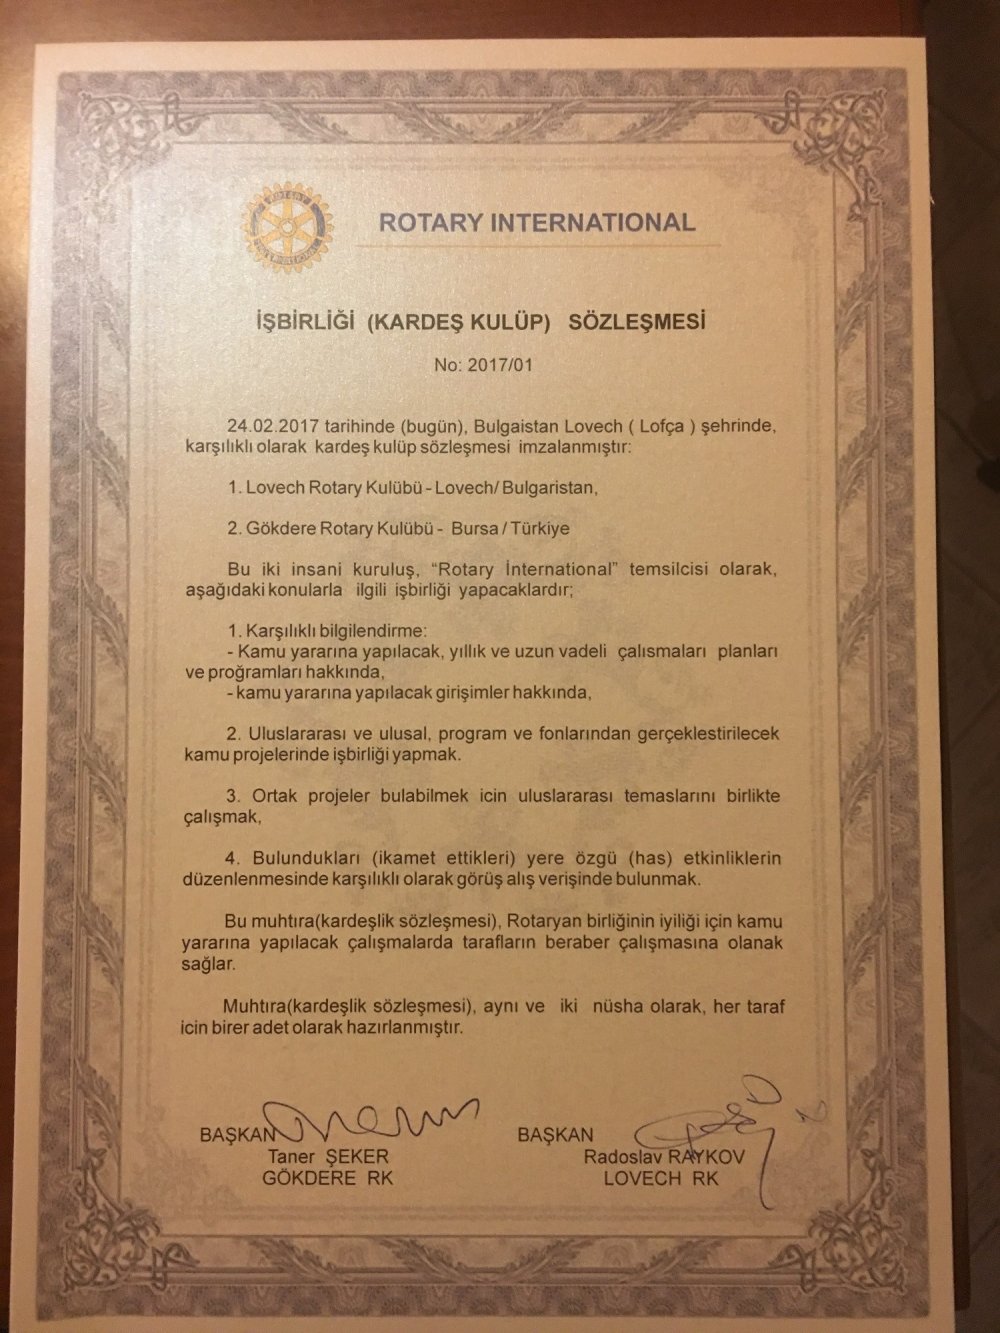 ROTARY
INTERNATIONAL
ROTARY INTERNATIONAL
İŞBİRLİĞİ (KARDEŞ KULÜP) SÖZLEŞMESİ
No: 2017/01
24.02.2017 tarihinde (bugün), Bulgaistan Lovech ( Lofça ) şehrinde,
karşılıklı olarak kardeş kulüp sözleşmesi imzalanmıştır:
1. Lovech Rotary Kulübü - Lovech/ Bulgaristan,
2. Gökdere Rotary Kulübü - Bursa / Türkiye
Bu iki insani kuruluş, “Rotary İnternational” temsilcisi olarak,
aşağıdaki konularla ilgili işbirliği yapacaklardır;
1. Karşılıklı bilgilendirme:
- Kamu yararına yapılacak, yıllık ve uzun vadeli çalısmaları planları
ve proğramları hakkında,
- kamu yararına yapılacak girişimler hakkında,
2. Uluslararası ve ulusal, program ve fonlarından gerçeklestirilecek
kamu projelerinde işbirliği yapmak.
3. Ortak projeler bulabilmek icin uluslararası temaslarını birlikte
çalışmak,
4. Bulundukları (ikamet ettikleri) yere özgü (has) etkinliklerin
düzenlenmesinde karşılıklı olarak görüş alış verişinde bulunmak.
Bu muhtıra(kardeşlik sözleşmesi), Rotaryan birliğinin iyiliği için kamu
yararına yapılacak çalışmalarda tarafların beraber çalışmasına olanak
sağlar.
Muhtıra(kardeşlik sözleşmesi), aynı ve iki nüsha olarak, her taraf
icin birer adet olarak hazırlanmıştır.
BAŞKAN BAŞKAN
Taner ŞEKER Radoslav RAYKOV
GÖKDERE RK LOVECH RK